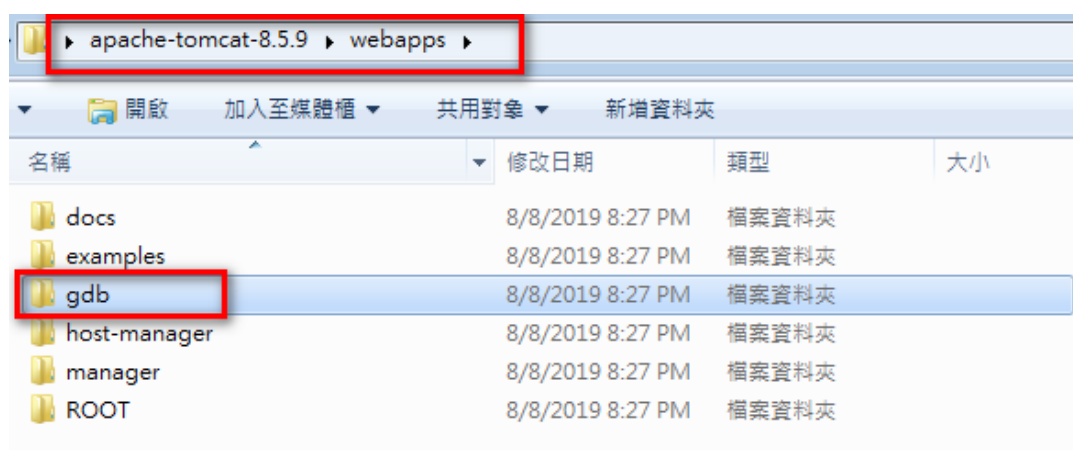 apache-tomcat-8.5.9 webapps
開啟 加入至媒體櫃 共用對象 新增資料夾
名稱 修改日期 類型 大小
docs 8/8/2019 8:27 PM 檔案資料夾
examples 8/8/2019 8:27 PM 檔案資料夾
gdb 8/8/2019 8:27 PM 檔案資料夾
host-manager 8/8/2019 8:27 PM 檔案資料夾
manager 8/8/2019 8:27 PM 檔案資料夾
ROOT 8/8/2019 8:27 PM 檔案資料夾